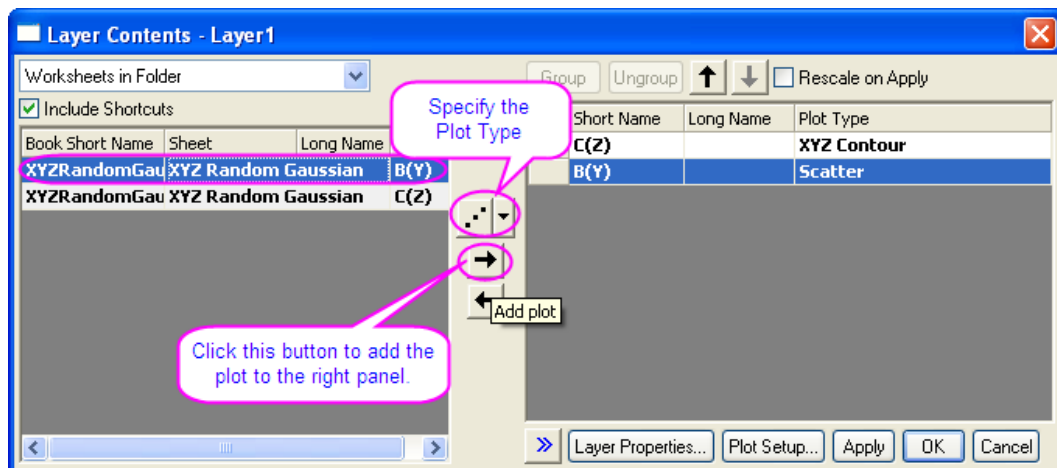 Layer Contents - Layer1
Worksheets in Folder
Group Ungroup Rescale on Apply
Include Shortcuts
Specify the
Plot Type
Book Short Name Sheet Long Name
Short Name Long Name Plot Type
C(Z) XYZ Contour
XYZRandomGau XYZ Random Gaussian B(Y)
B(Y) Scatter
XYZRandomGau XYZ Random Gaussian C(Z)
Add plot
Click this button to add the
plot to the right panel.
Layer Properties... Plot Setup... Apply OK Cancel